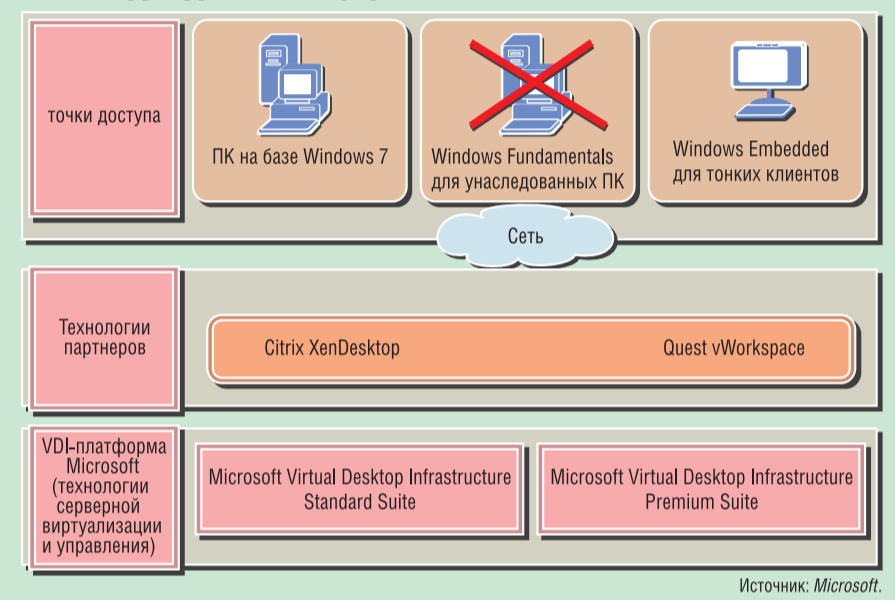 точки доступа
ПК на базе Windows 7
Windows Fundamentals
для унаследованных ПК
Windows Embedded
для тонких клиентов
Сеть
Технологии
партнеров
Citrix XenDesktop
Quest vWorkspace
VDI-платформа
Microsoft
(технологии
серверной
виртуализации
и управления)
Microsoft Virtual Desktop Infrastructure
Standard Suite
Microsoft Virtual Desktop Infrastructure
Premium Suite
Источник: Microsoft.